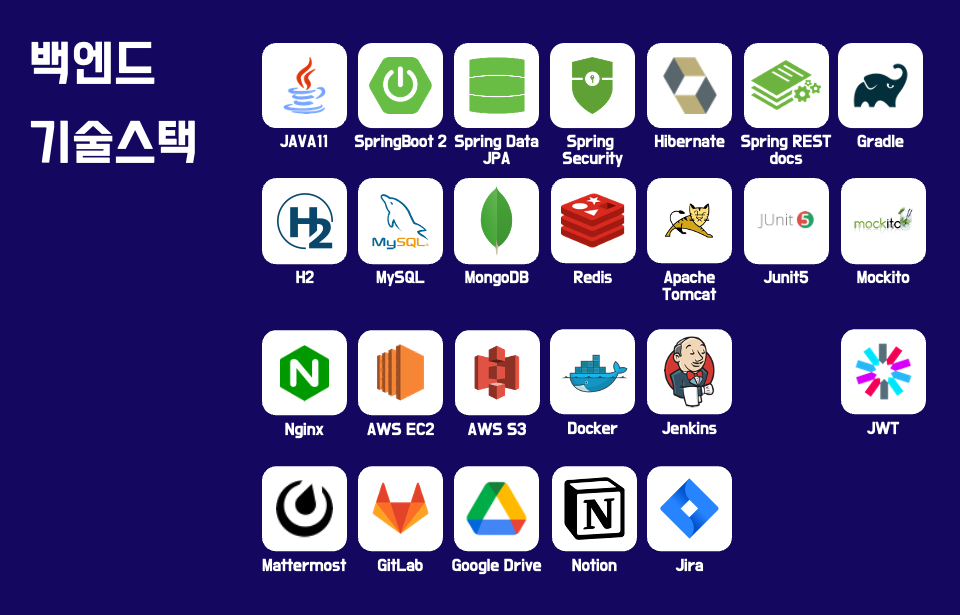 백엔드
기술스택
JAVA11
SpringBoot 2
Spring Data
JPA
Spring
Security
Hibernate
Spring REST
docs
Gradle
H2
MySQL
JUnit 5
mockito
H2
MySQL
MongoDB
Redis
Apache
Tomcat
Junit5
Mockito
N
Nginx
AWS EC2
AWS S3
Docker
Jenkins
JWT
N
Mattermost
GitLab
Google Drive
Notion
Jira